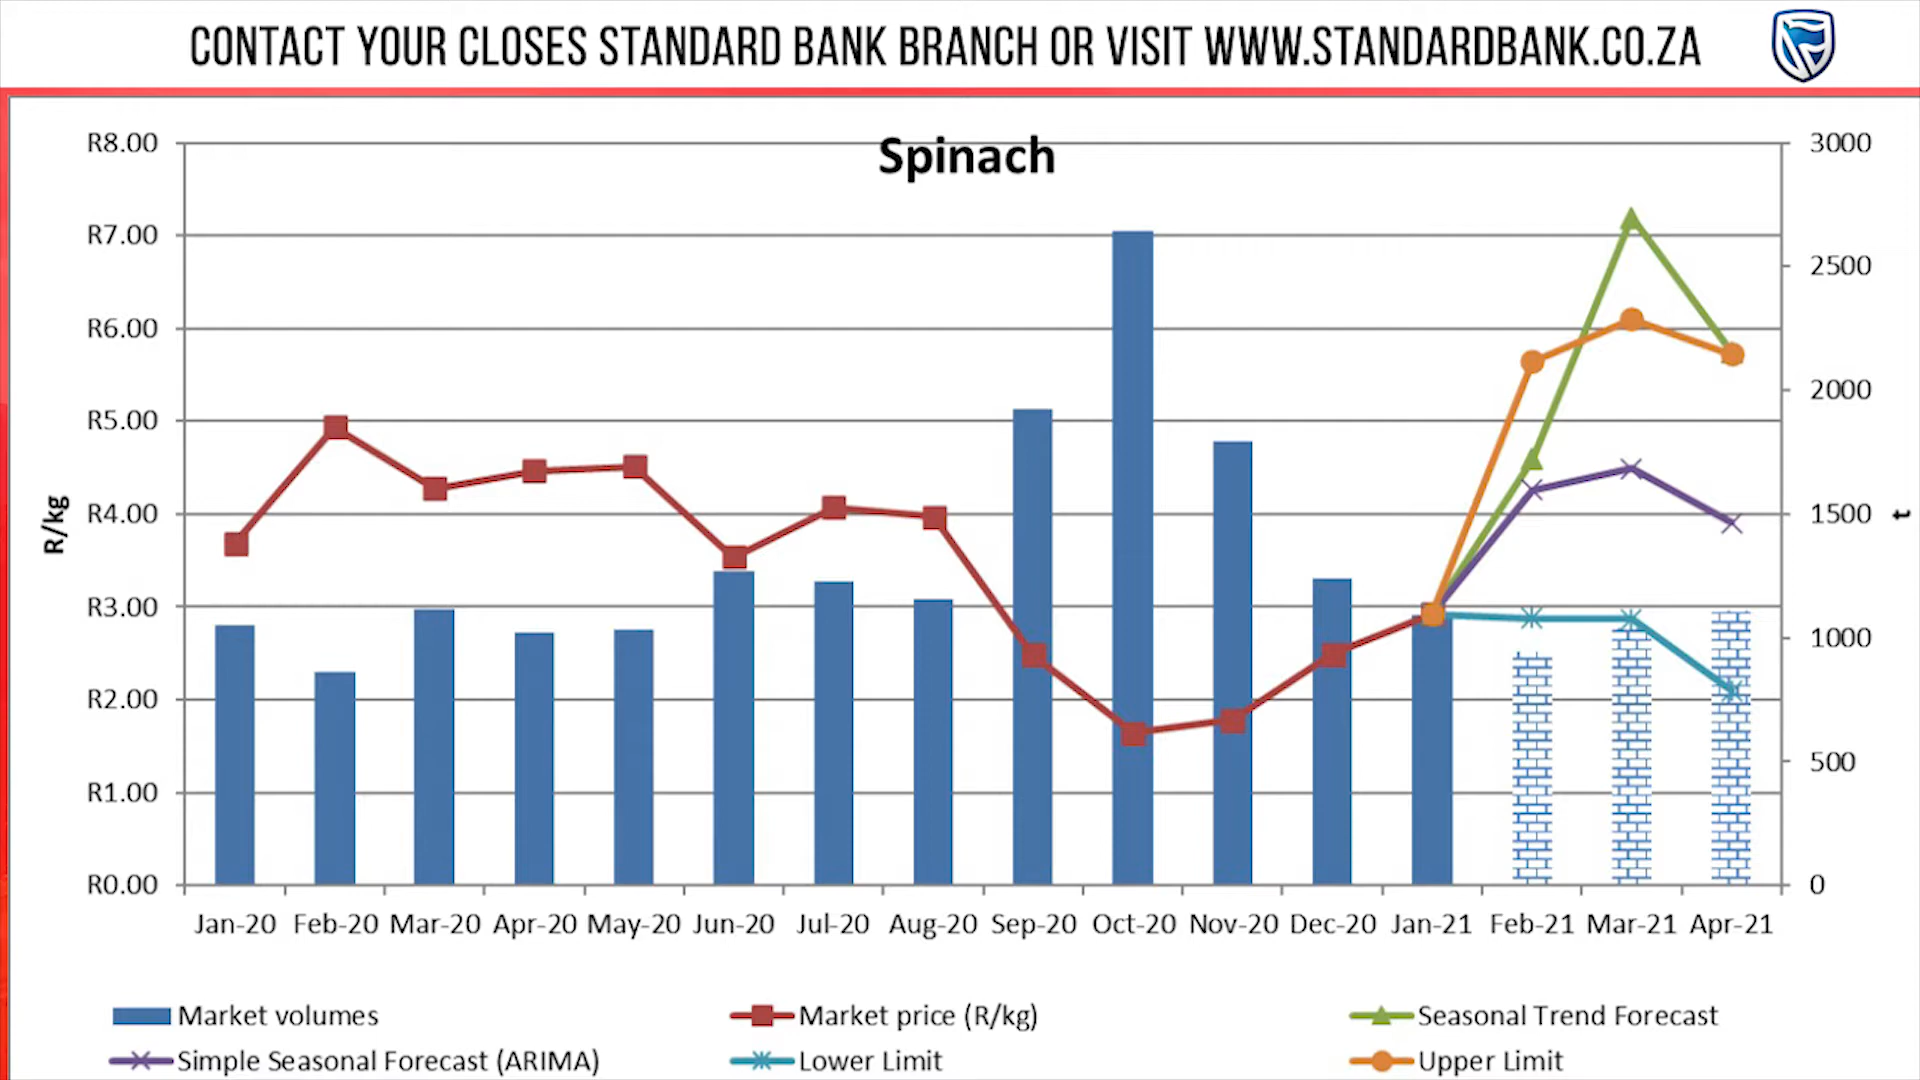 CONTACT YOUR CLOSES STANDARD BANK BRANCH OR VISIT WWW.STANDARDBANK.CO.ZA
Spinach
R8.00
R7.00
R6.00
R5.00
R4.00
R3.00
R2.00
R1.00
R0.00
R/kg
3000
2500
2000
1500
1000
500
0
t
Jan-20 Feb-20 Mar-20 Apr-20 May-20 Jun-20 Jul-20 Aug-20 Sep-20 Oct-20 Nov-20 Dec-20 Jan-21 Feb-21 Mar-21 Apr-21
Market volumes Market price (R/kg) Seasonal Trend Forecast
Simple Seasonal Forecast (ARIMA) Lower Limit Upper Limit